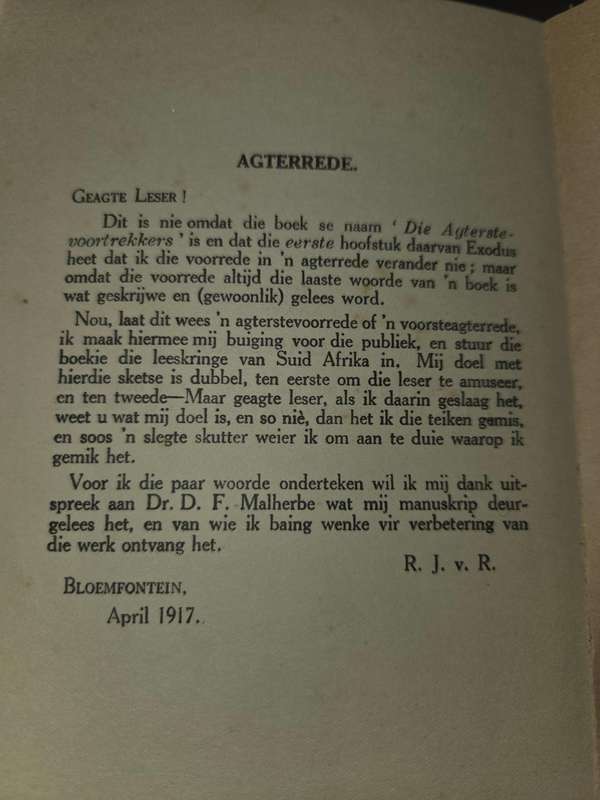 AGTERREDE.
GEAGTE LESER !
Dit is nie omdat die boek se naam ‘ Die Agterste-
voortrekkers ’ is en dat die eerste hoofstuk daarvan Exodus
heet dat ik die voorrede in 'n agterrede verander nie ; maar
omdat die voorrede altijd die laaste woorde van 'n boek is
wat geskrijwe en (gewoonlik) gelees word.
Nou, laat dit wees 'n agterstevoorrede of 'n voorsteagterrede,
ik maak hiermee mij buiging voor die publiek, en stuur die
boekie die leeskringe van Suid Afrika in. Mij doel met
hierdie sketse is dubbel, ten eerste om die leser te amuseer,
en ten tweede—Maar geagte leser, als ik daarin geslaag het,
weet u wat mij doel is, en so niè, dan het ik die teiken gemis,
en soos 'n slegte skutter weier ik om aan te duie waarop ik
gemik het.
Voor ik die paar woorde onderteken wil ik mij dank uit-
spreek aan Dr. D. F. Malherbe wat mij manuskrip deur-
gelees het, en van wie ik baing wenke vir verbetering van
die werk ontvang het.
R. J. v. R.
BLOEMFONTEIN,
April 1917.